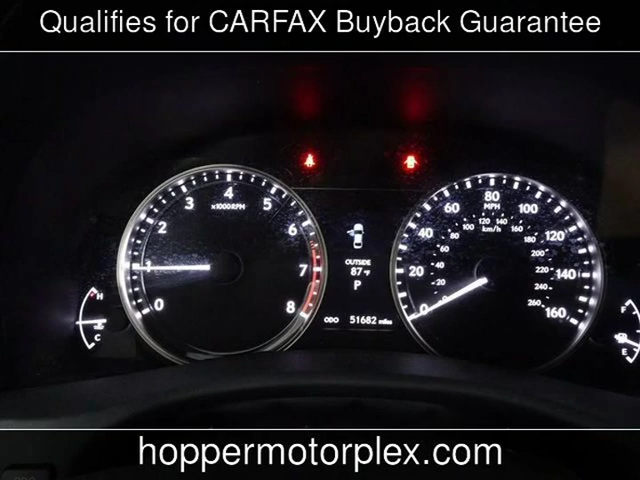 Qualifies for CARFAX Buyback Guarantee
0 1 2 3 4 5 6 7 8
x1000RPM
H
C
OUTSIDE
87°F
P
ODO 51682 miles
0 20 40 60 80 100 120 140 160
MPH
km/h
20 40 60 80 100 120 140 160 180 200 220 240 260
F
E
hoppermotorplex.com